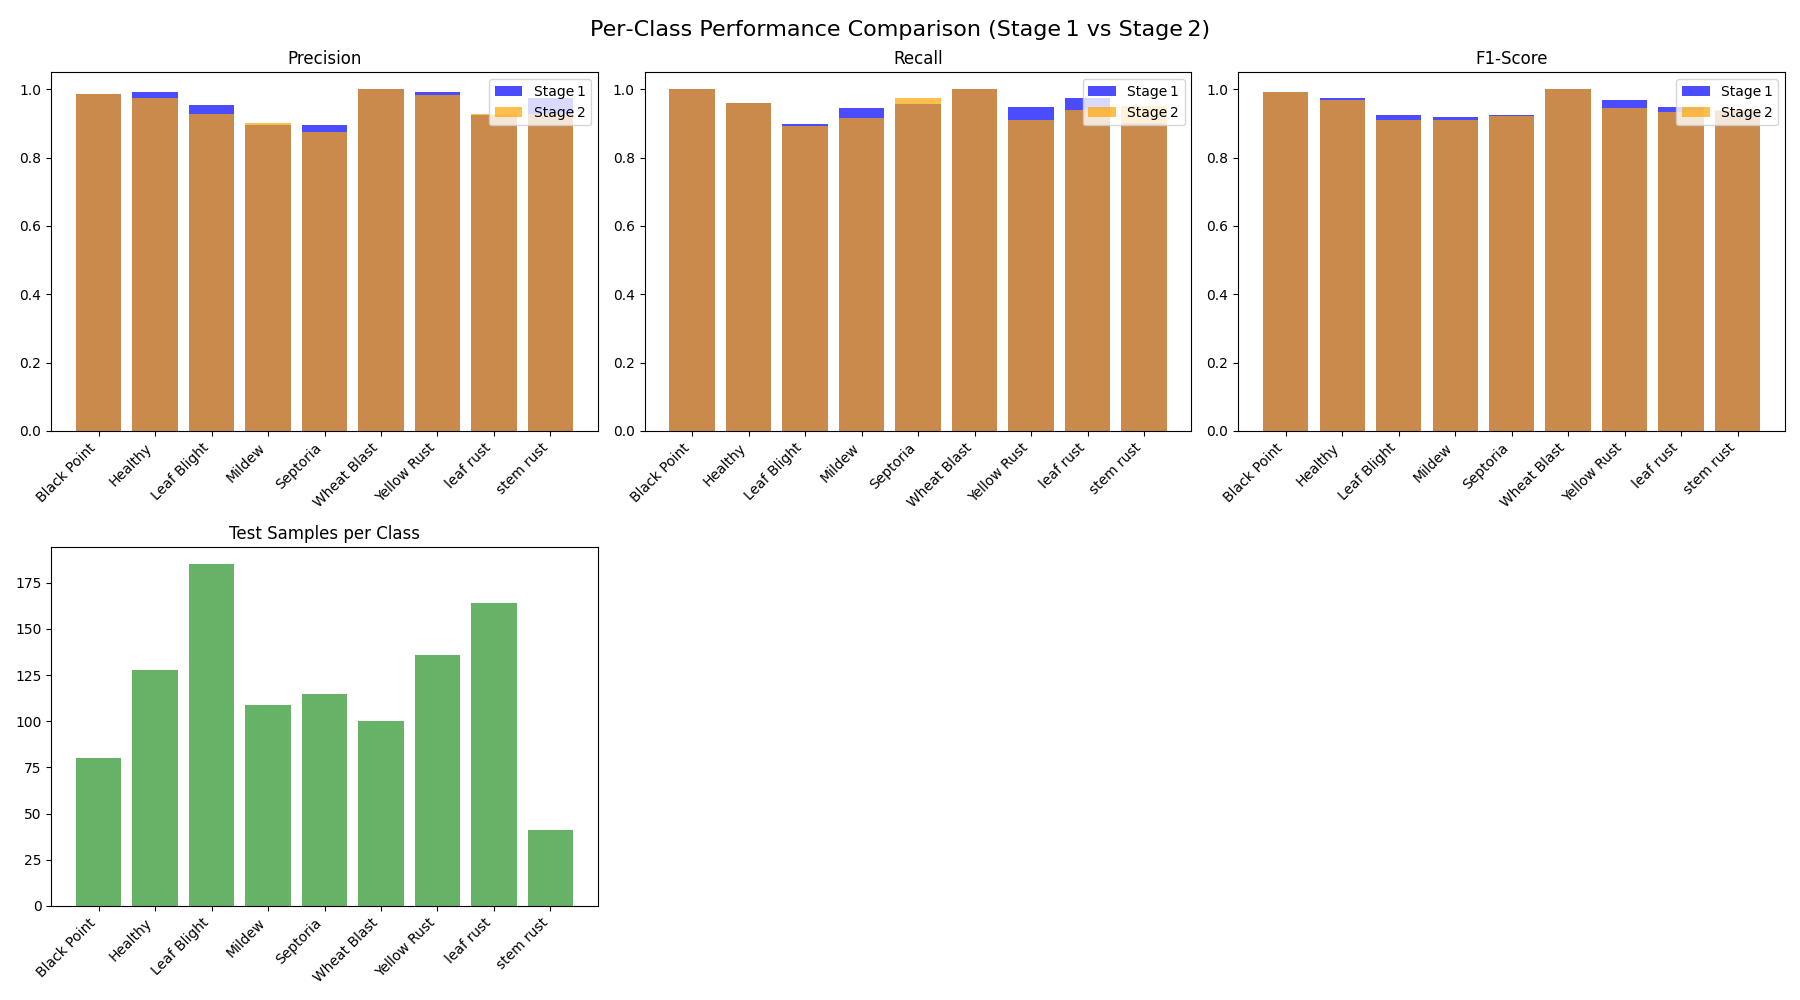 Per-Class Performance Comparison (Stage 1 vs Stage 2)
Precision
1.0
0.8
0.6
0.4
0.2
0.0
Stage 1
Stage 2
Black Point
Healthy
Leaf Blight
Mildew
Septoria
Wheat Blast
Yellow Rust
leaf rust
stem rust
Recall
1.0
0.8
0.6
0.4
0.2
0.0
Stage 1
Stage 2
Black Point
Healthy
Leaf Blight
Mildew
Septoria
Wheat Blast
Yellow Rust
leaf rust
stem rust
F1-Score
1.0
0.8
0.6
0.4
0.2
0.0
Stage 1
Stage 2
Black Point
Healthy
Leaf Blight
Mildew
Septoria
Wheat Blast
Yellow Rust
leaf rust
stem rust
Test Samples per Class
175
150
125
100
75
50
25
0
Black Point
Healthy
Leaf Blight
Mildew
Septoria
Wheat Blast
Yellow Rust
leaf rust
stem rust